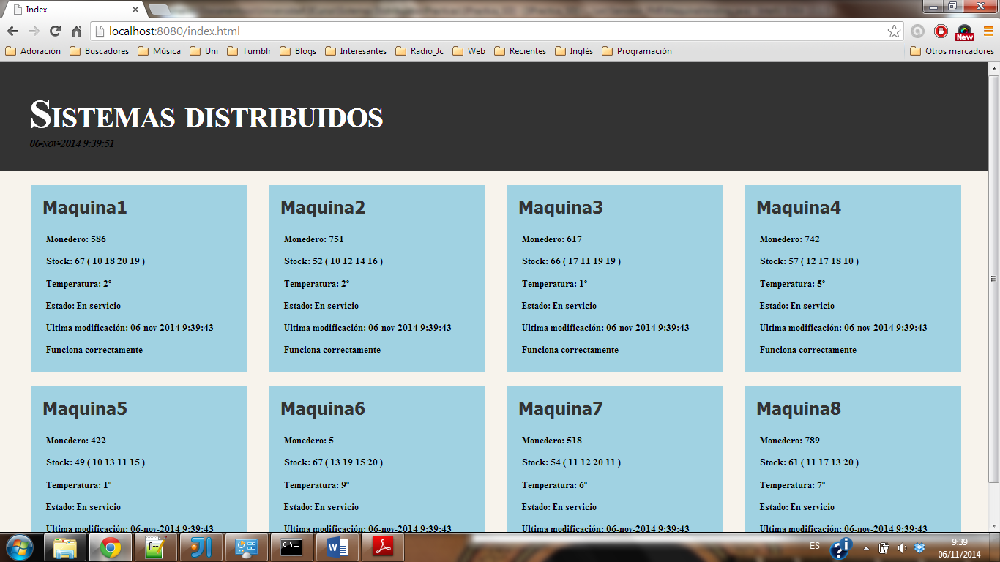 Index
localhost:8080/index.html
New
Adoración Buscadores Música Uni Tumblr Blogs Interesantes Radio_Jc Web Recientes Inglés Programación Otros marcadores
Sistemas distribuidos
06-nov-2014 9:39:51
Maquina1
Monedero: 586
Stock: 67 ( 10 18 20 19 )
Temperatura: 2°
Estado: En servicio
Ultima modificación: 06-nov-2014 9:39:43
Funciona correctamente
Maquina2
Monedero: 751
Stock: 52 ( 10 12 14 16 )
Temperatura: 2°
Estado: En servicio
Ultima modificación: 06-nov-2014 9:39:43
Funciona correctamente
Maquina3
Monedero: 617
Stock: 66 ( 17 11 19 19 )
Temperatura: 1°
Estado: En servicio
Ultima modificación: 06-nov-2014 9:39:43
Funciona correctamente
Maquina4
Monedero: 742
Stock: 57 ( 12 17 18 10 )
Temperatura: 5°
Estado: En servicio
Ultima modificación: 06-nov-2014 9:39:43
Funciona correctamente
Maquina5
Monedero: 422
Stock: 49 ( 10 13 11 15 )
Temperatura: 1°
Estado: En servicio
Ultima modificación: 06-nov-2014 9:39:43
Maquina6
Monedero: 5
Stock: 67 ( 13 19 15 20 )
Temperatura: 9°
Estado: En servicio
Ultima modificación: 06-nov-2014 9:39:43
Maquina7
Monedero: 518
Stock: 54 ( 11 12 20 11 )
Temperatura: 6°
Estado: En servicio
Ultima modificación: 06-nov-2014 9:39:43
Maquina8
Monedero: 789
Stock: 61 ( 11 17 13 20 )
Temperatura: 7°
Estado: En servicio
Ultima modificación: 06-nov-2014 9:39:43
ES
9:39
06/11/2014